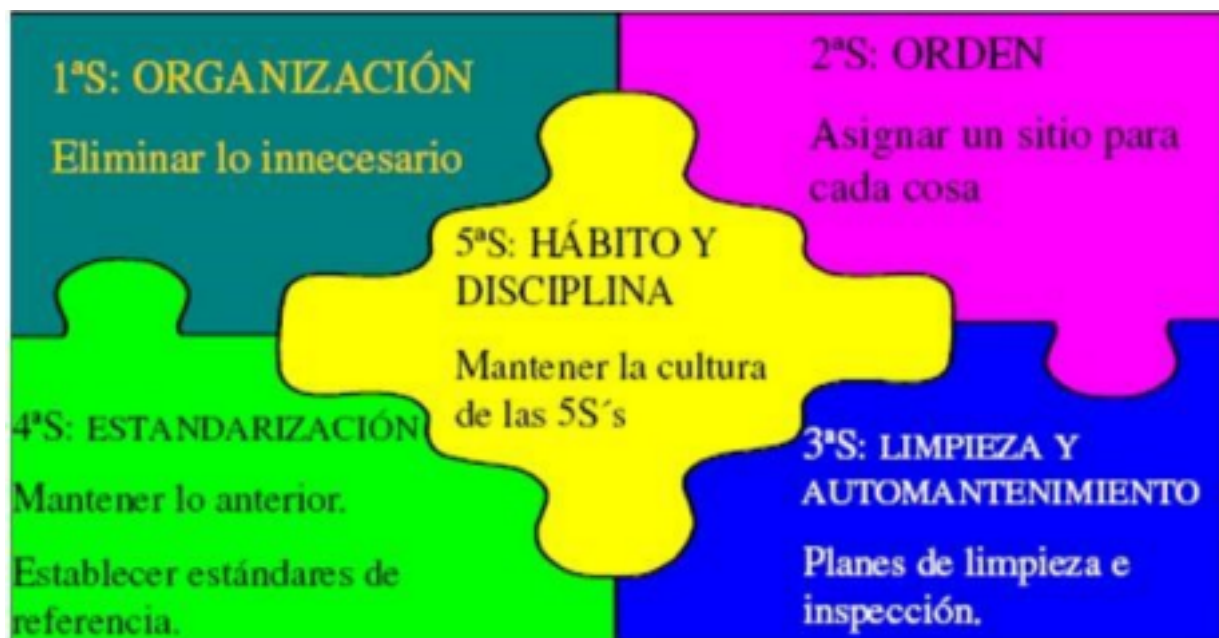 1ªS: ORGANIZACIÓN
Eliminar lo innecesario
2ªS: ORDEN
Asignar un sitio para
cada cosa
5ªS: HÁBITO Y
DISCIPLINA
Mantener la cultura
de las 5S´s
4ªS: ESTANDARIZACIÓN
Mantener lo anterior.
Establecer estándares de
referencia.
3ªS: LIMPIEZA Y
AUTOMANTENIMIENTO
Planes de limpieza e
inspección.